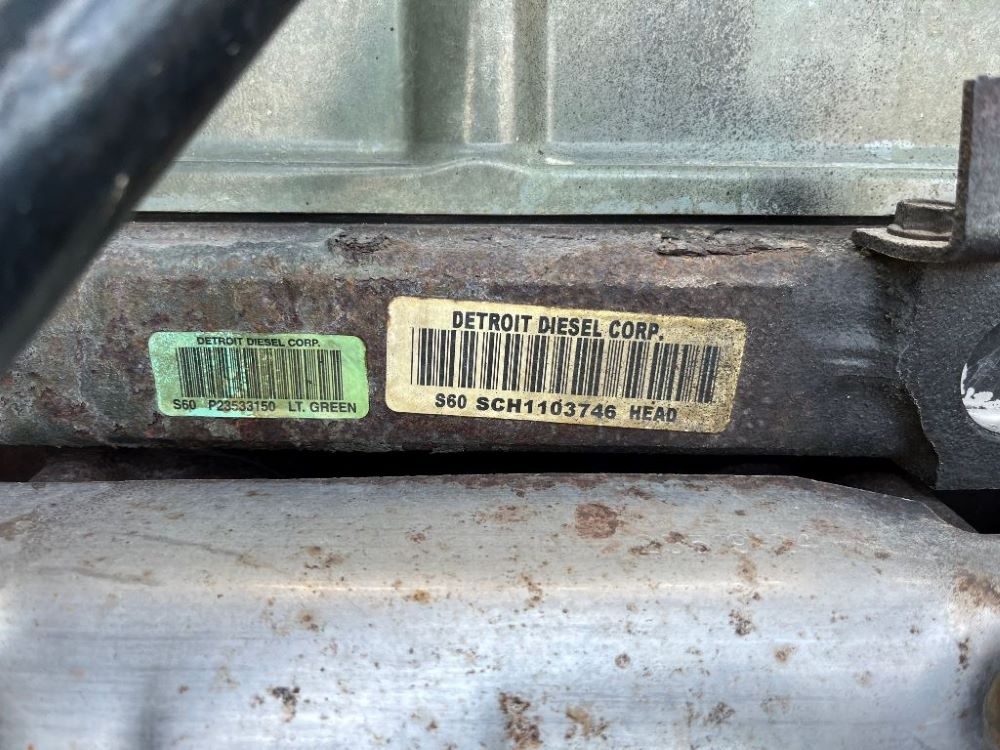 DETROIT DIESEL CORP.
S60 P23533150 LT. GREEN
DETROIT DIESEL CORP.
S60 SCH1103746 HEAD